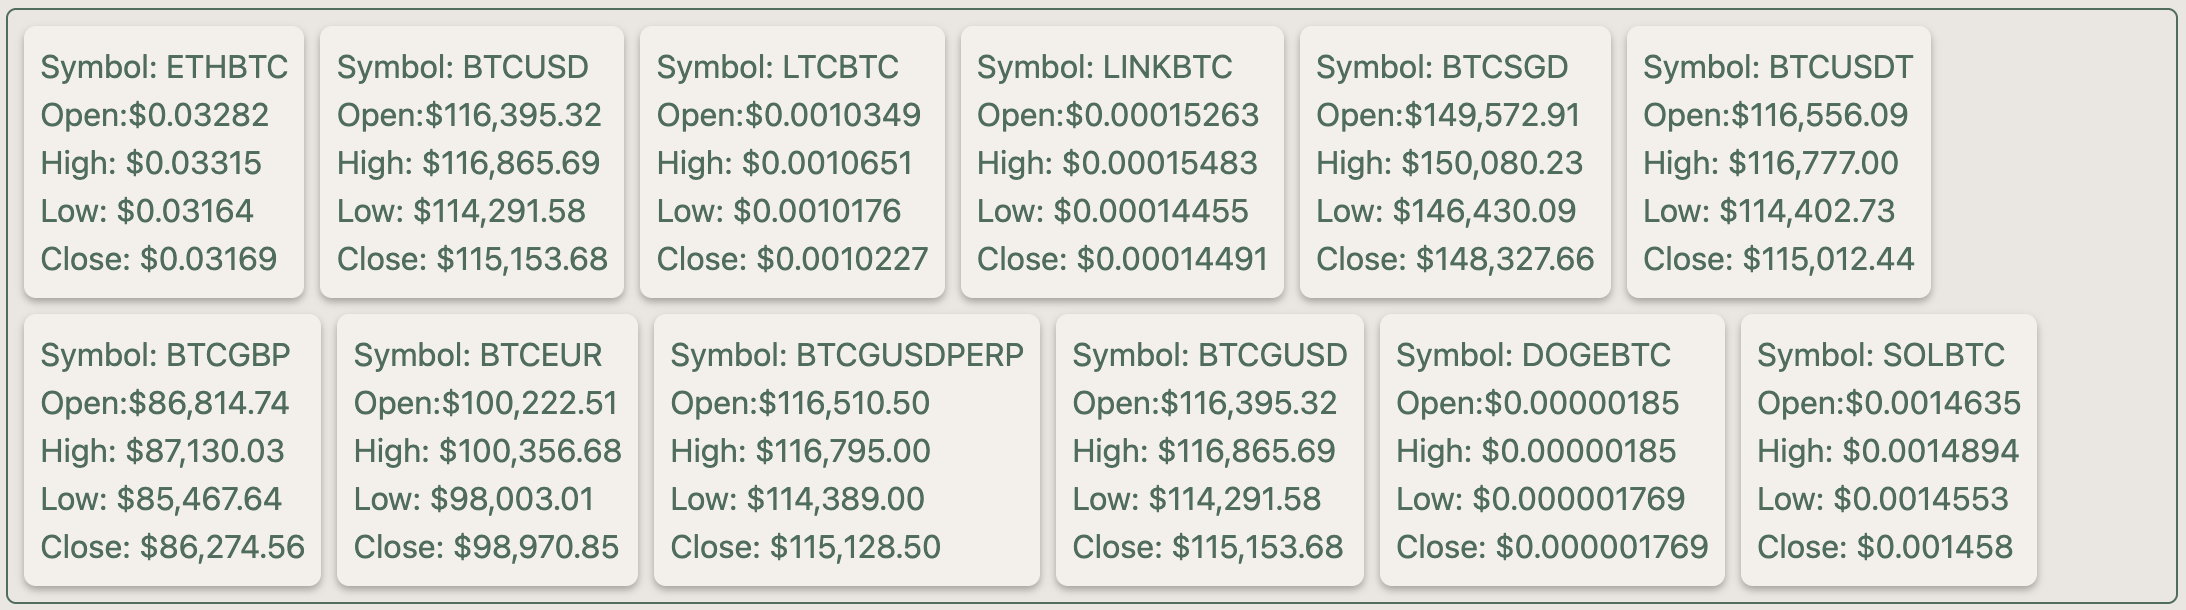 Symbol: ETHBTC
Open:$0.03282
High: $0.03315
Low: $0.03164
Close: $0.03169
Symbol: BTCUSD
Open:$116,395.32
High: $116,865.69
Low: $114,291.58
Close: $115,153.68
Symbol: LTCBTC
Open:$0.0010349
High: $0.0010651
Low: $0.0010176
Close: $0.0010227
Symbol: LINKBTC
Open:$0.00015263
High: $0.00015483
Low: $0.00014455
Close: $0.00014491
Symbol: BTCSGD
Open:$149,572.91
High: $150,080.23
Low: $146,430.09
Close: $148,327.66
Symbol: BTCUSDT
Open:$116,556.09
High: $116,777.00
Low: $114,402.73
Close: $115,012.44
Symbol: BTCGBP
Open:$86,814.74
High: $87,130.03
Low: $85,467.64
Close: $86,274.56
Symbol: BTCEUR
Open:$100,222.51
High: $100,356.68
Low: $98,003.01
Close: $98,970.85
Symbol: BTCGUSDPERP
Open:$116,510.50
High: $116,795.00
Low: $114,389.00
Close: $115,128.50
Symbol: BTCGUSD
Open:$116,395.32
High: $116,865.69
Low: $114,291.58
Close: $115,153.68
Symbol: DOGEBTC
Open:$0.00000185
High: $0.00000185
Low: $0.000001769
Close: $0.000001769
Symbol: SOLBTC
Open:$0.0014635
High: $0.0014894
Low: $0.0014553
Close: $0.001458